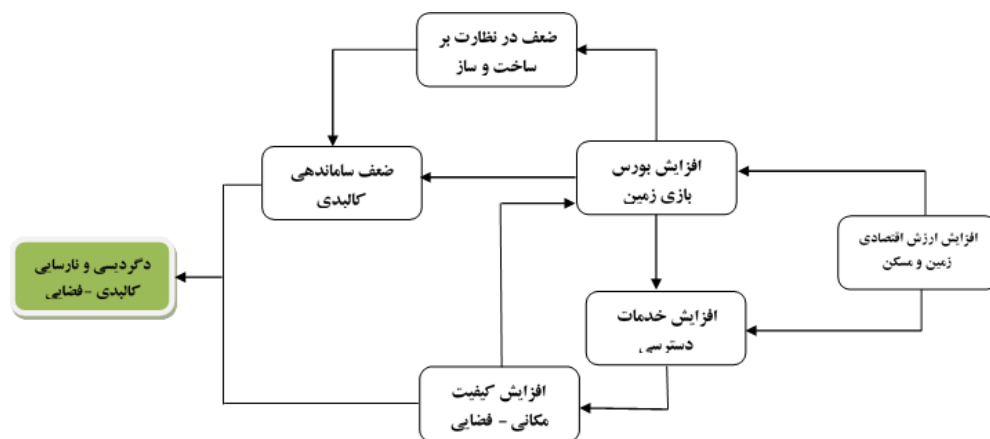 ضعف در نظارت بر
ساخت و ساز
افزایش بورس
بازی زمین
ضعف ساماندهی
کالبدی
افزایش ارزش اقتصادی
زمین و مسکن
دگردیسی و نارسایی
کالبدی - فضایی
افزایش خدمات
دسترسی
افزایش کیفیت
مکانی - فضایی